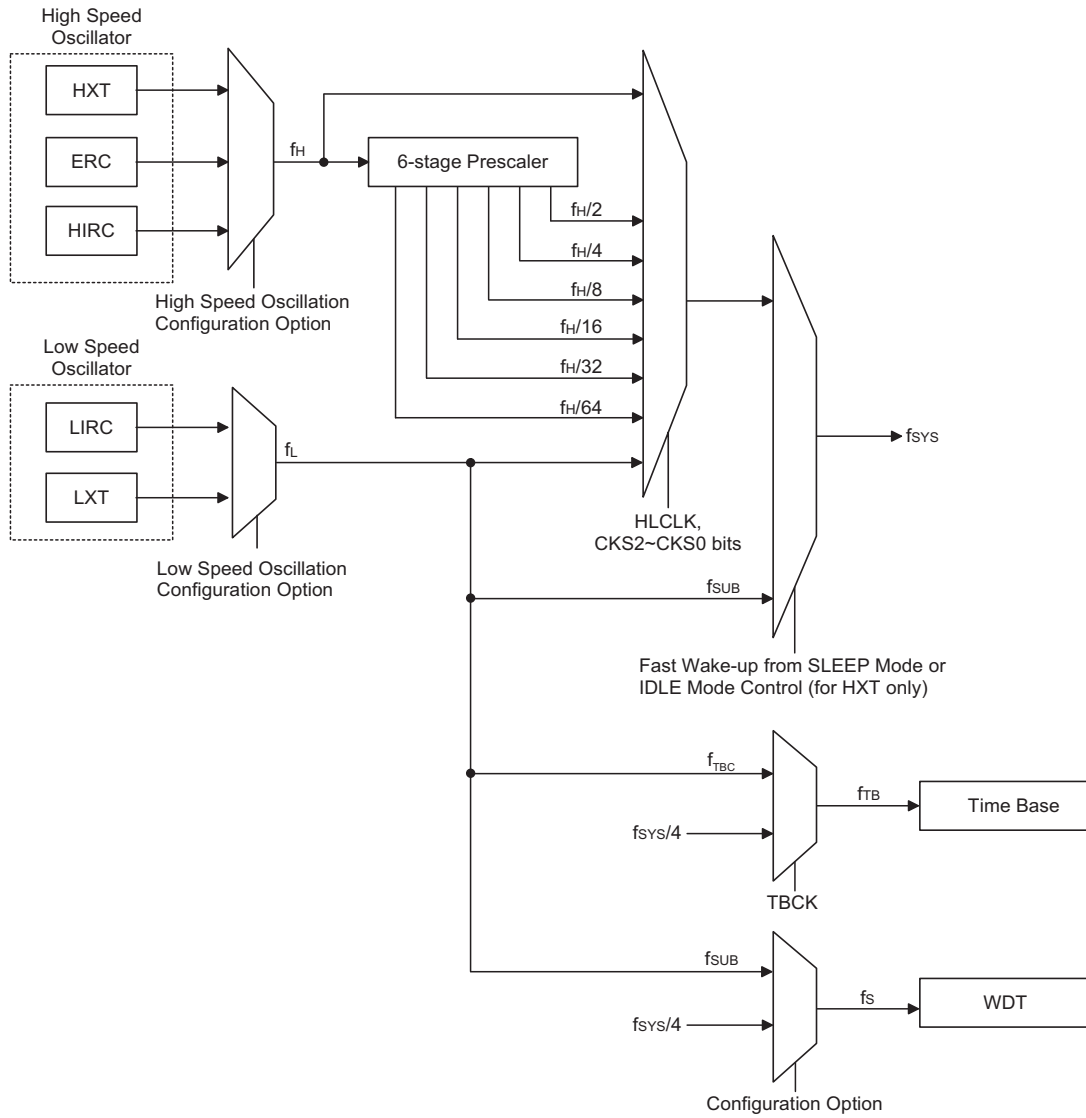 High Speed
Oscillator
HXT
ERC
HIRC
fH
6-stage Prescaler
fH/2
fH/4
fH/8
fH/16
fH/32
fH/64
High Speed Oscillation
Configuration Option
Low Speed
Oscillator
LIRC
LXT
fL
Low Speed Oscillation
Configuration Option
HLCLK,
CKS2~CKS0 bits
fSYS
fSUB
Fast Wake-up from SLEEP Mode or
IDLE Mode Control (for HXT only)
fTBC
fSYS/4
fTB
Time Base
TBCK
fSUB
fSYS/4
fS
WDT
Configuration Option